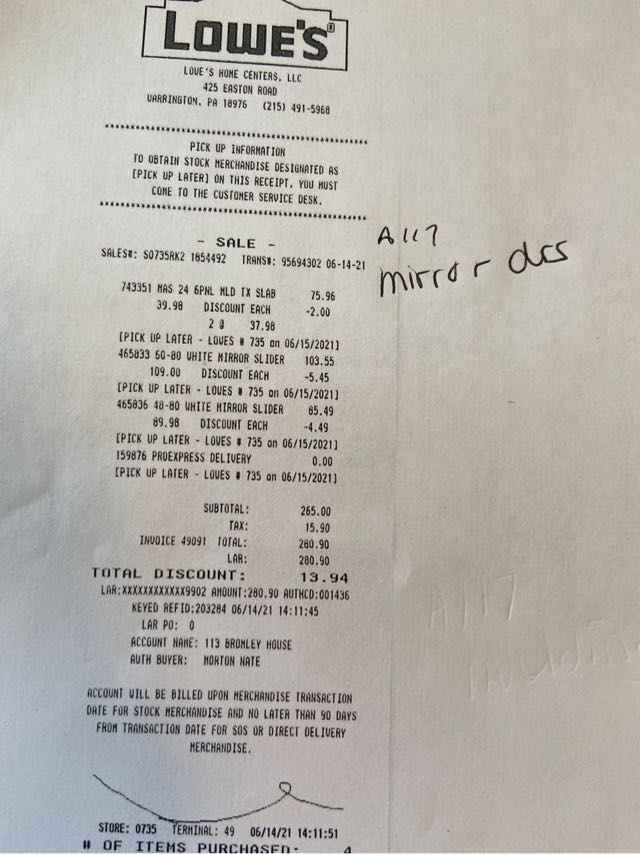 LOWE'S
LOWE'S HOME CENTERS, LLC
425 EASTON ROAD
WARRINGTON, PA 18976 (215) 491-5968
****************************************
PICK UP INFORMATION
TO OBTAIN STOCK MERCHANDISE DESIGNATED AS
[PICK UP LATER] ON THIS RECEIPT, YOU MUST
COME TO THE CUSTOMER SERVICE DESK.
****************************************
- SALE -
SALES#: S0735RK2 1854492 TRANS#: 95694302 06-14-21
A117
mirror drs
743351 MAS 24 6PNL MLD TX SLAB 75.96
39.98 DISCOUNT EACH -2.00
2 @ 37.98
[PICK UP LATER - LOWES # 735 on 06/15/2021]
465833 60-80 WHITE MIRROR SLIDER 103.55
109.00 DISCOUNT EACH -5.45
[PICK UP LATER - LOWES # 735 on 06/15/2021]
465836 48-80 WHITE MIRROR SLIDER 85.49
89.98 DISCOUNT EACH -4.49
[PICK UP LATER - LOWES # 735 on 06/15/2021]
159876 PROEXPRESS DELIVERY 0.00
[PICK UP LATER - LOWES # 735 on 06/15/2021]
SUBTOTAL: 265.00
TAX: 15.90
INVOICE 49091 TOTAL: 280.90
LAR: 280.90
TOTAL DISCOUNT: 13.94
LAR:XXXXXXXXXXXX9902 AMOUNT:280.90 AUTHCD:001436
KEYED REFID:203284 06/14/21 14:11:45
LAR PO: 0
ACCOUNT NAME: 113 BROMLEY HOUSE
AUTH BUYER: MORTON NATE
A117
ACCOUNT WILL BE BILLED UPON MERCHANDISE TRANSACTION
DATE FOR STOCK MERCHANDISE AND NO LATER THAN 90 DAYS
FROM TRANSACTION DATE FOR SOS OR DIRECT DELIVERY
MERCHANDISE.
STORE: 0735 TERMINAL: 49 06/14/21 14:11:51
# OF ITEMS PURCHASED: 4